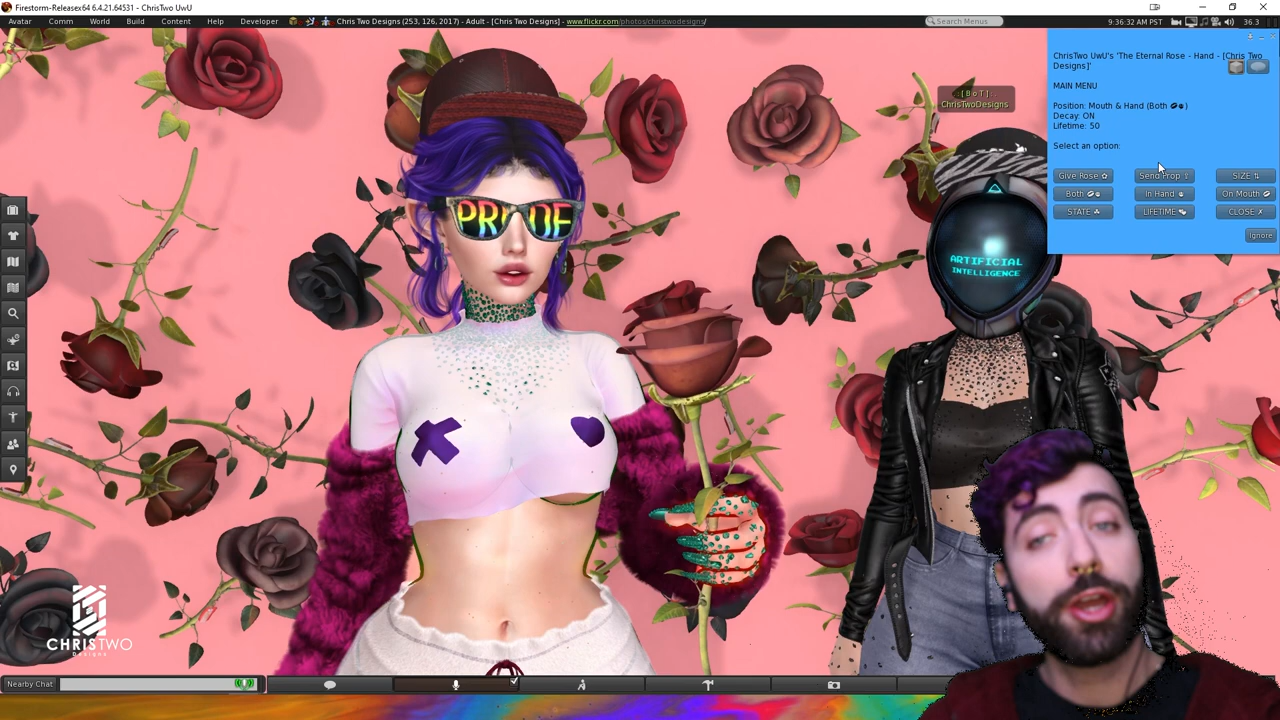 Firestorm-Releasex64 6.4.21.64531 - ChrisTwo UwU
Avatar Comm World Build Content Help Developer
Chris Two Designs (253, 126, 2017) - Adult - [Chris Two Designs] - www.flickr.com/photos/christwodesigns/
Search Menus
9:36:32 AM PST
36.3
ChrisTwo UwU's 'The Eternal Rose - Hand - [Chris Two
Designs]'
MAIN MENU
Position: Mouth & Hand (Both)
Decay: ON
Lifetime: 50
Select an option:
Give Rose Send Prop SIZE
Both In Hand On Mouth
STATE LIFETIME CLOSE
Ignore
[ B o T ]
ChrisTwoDesigns
PRIDE
ARTIFICIAL
INTELLIGENCE
CHRISTWO
Designs
Nearby Chat